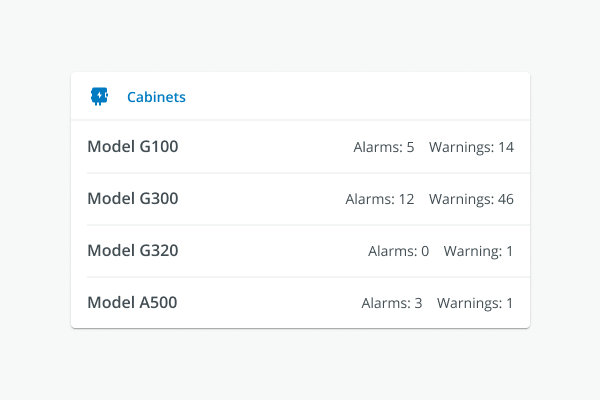 Cabinets
Model G100 Alarms: 5 Warnings: 14
Model G300 Alarms: 12 Warnings: 46
Model G320 Alarms: 0 Warning: 1
Model A500 Alarms: 3 Warnings: 1